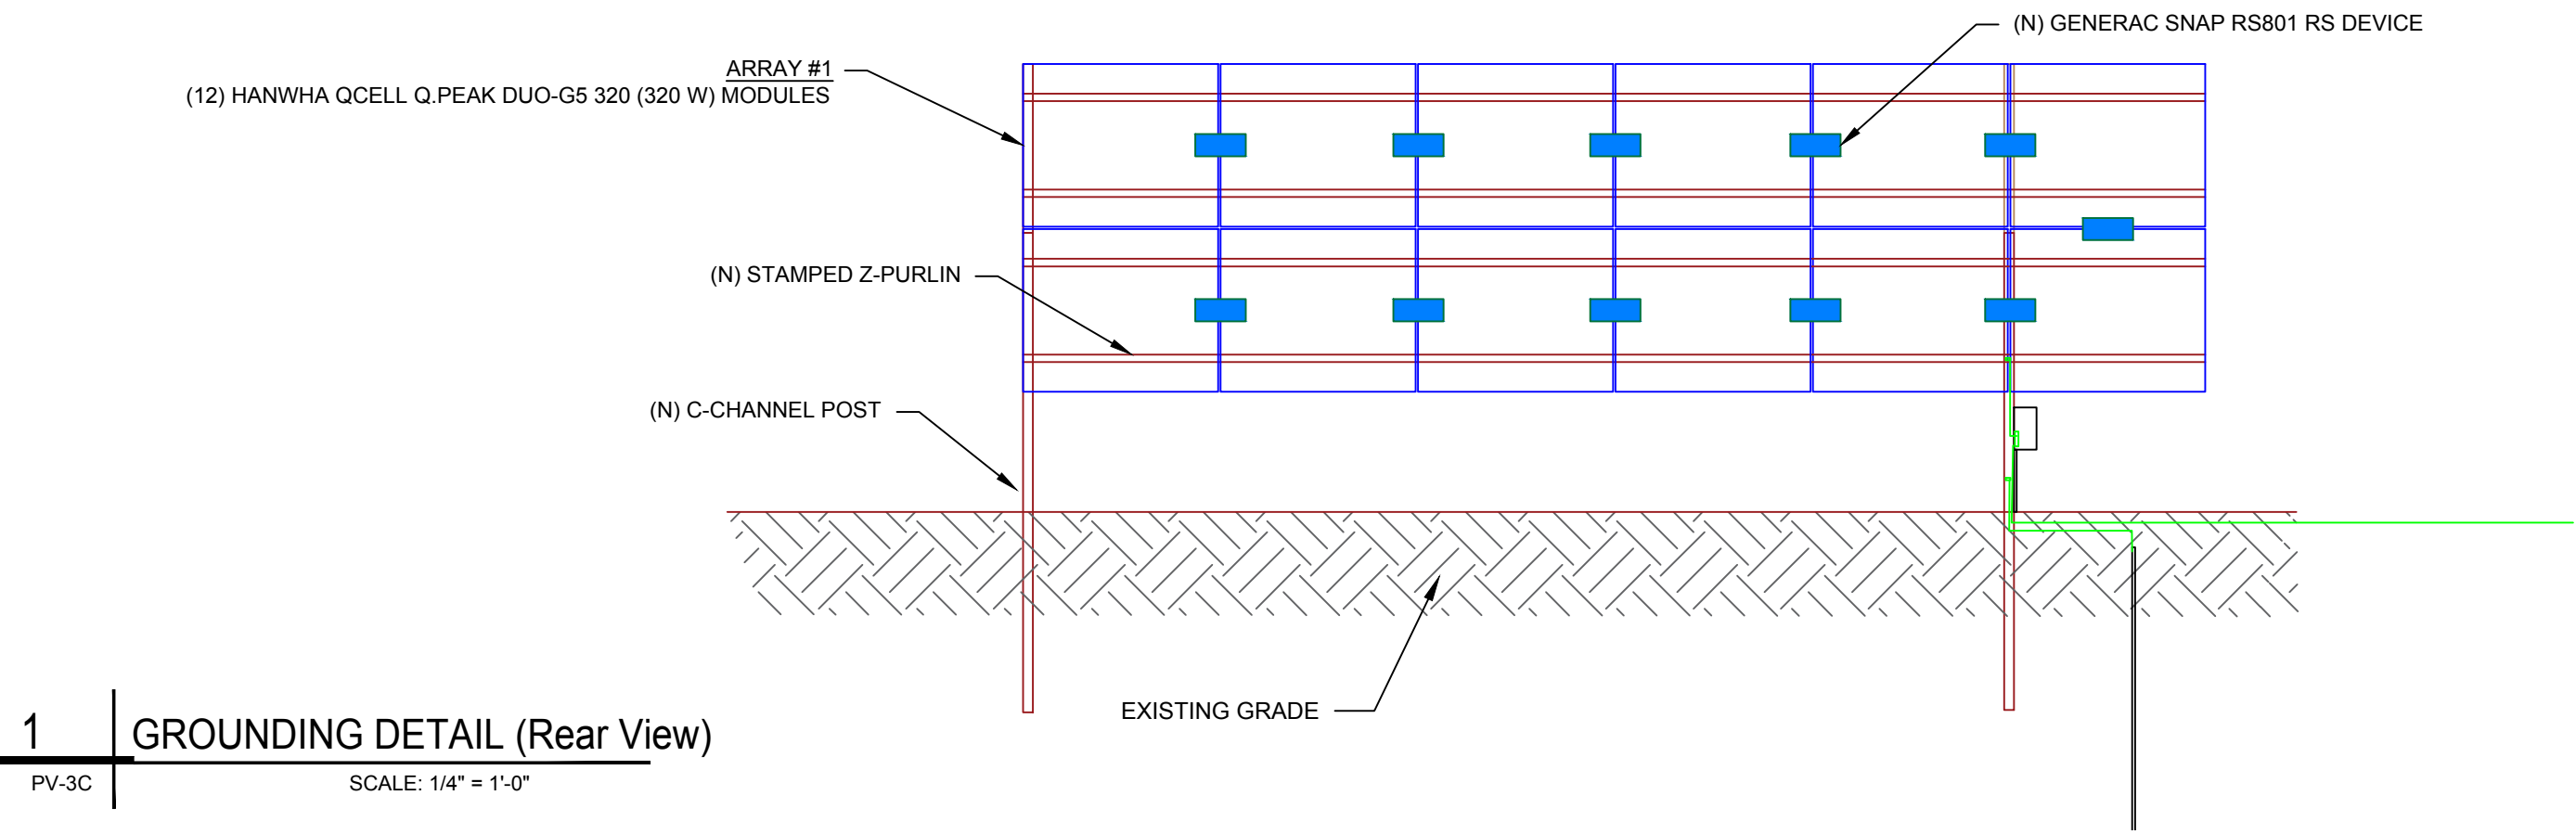 (N) GENERAC SNAP RS801 RS DEVICE
ARRAY #1
(12) HANWHA QCELL Q.PEAK DUO-G5 320 (320 W) MODULES
(N) STAMPED Z-PURLIN
(N) C-CHANNEL POST
EXISTING GRADE
1
GROUNDING DETAIL (Rear View)
PV-3C
SCALE: 1/4" = 1'-0"